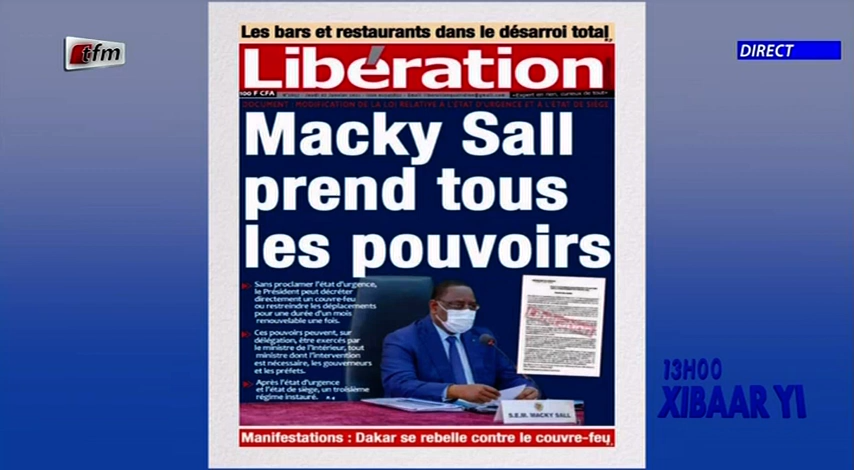 Les bars et restaurants dans le désarroi total
tfm
DIRECT
Libération
100 F CFA
DOCUMENT : MODIFICATION DE LA LOI RELATIVE À L'ETAT D'URGENCE ET À L'ETAT DE SIÈGE
Macky Sall
prend tous
les pouvoirs
Sans proclamer l'état d'urgence,
le Président peut décréter
directement un couvre-feu
ou restreindre les déplacements
pour une durée d'un mois
renouvelable une fois.
Ces pouvoirs peuvent, sur
délégation, être exercés par
le ministre de l'Intérieur, tout
ministre dont l'intervention
est nécessaire, les gouverneurs
et les préfets.
Après l'état d'urgence
et l'état de siège, un troisième
régime instauré.
S.E.M. MACKY SALL
13H00
XIBAAR YI
Manifestations : Dakar se rebelle contre le couvre-feu